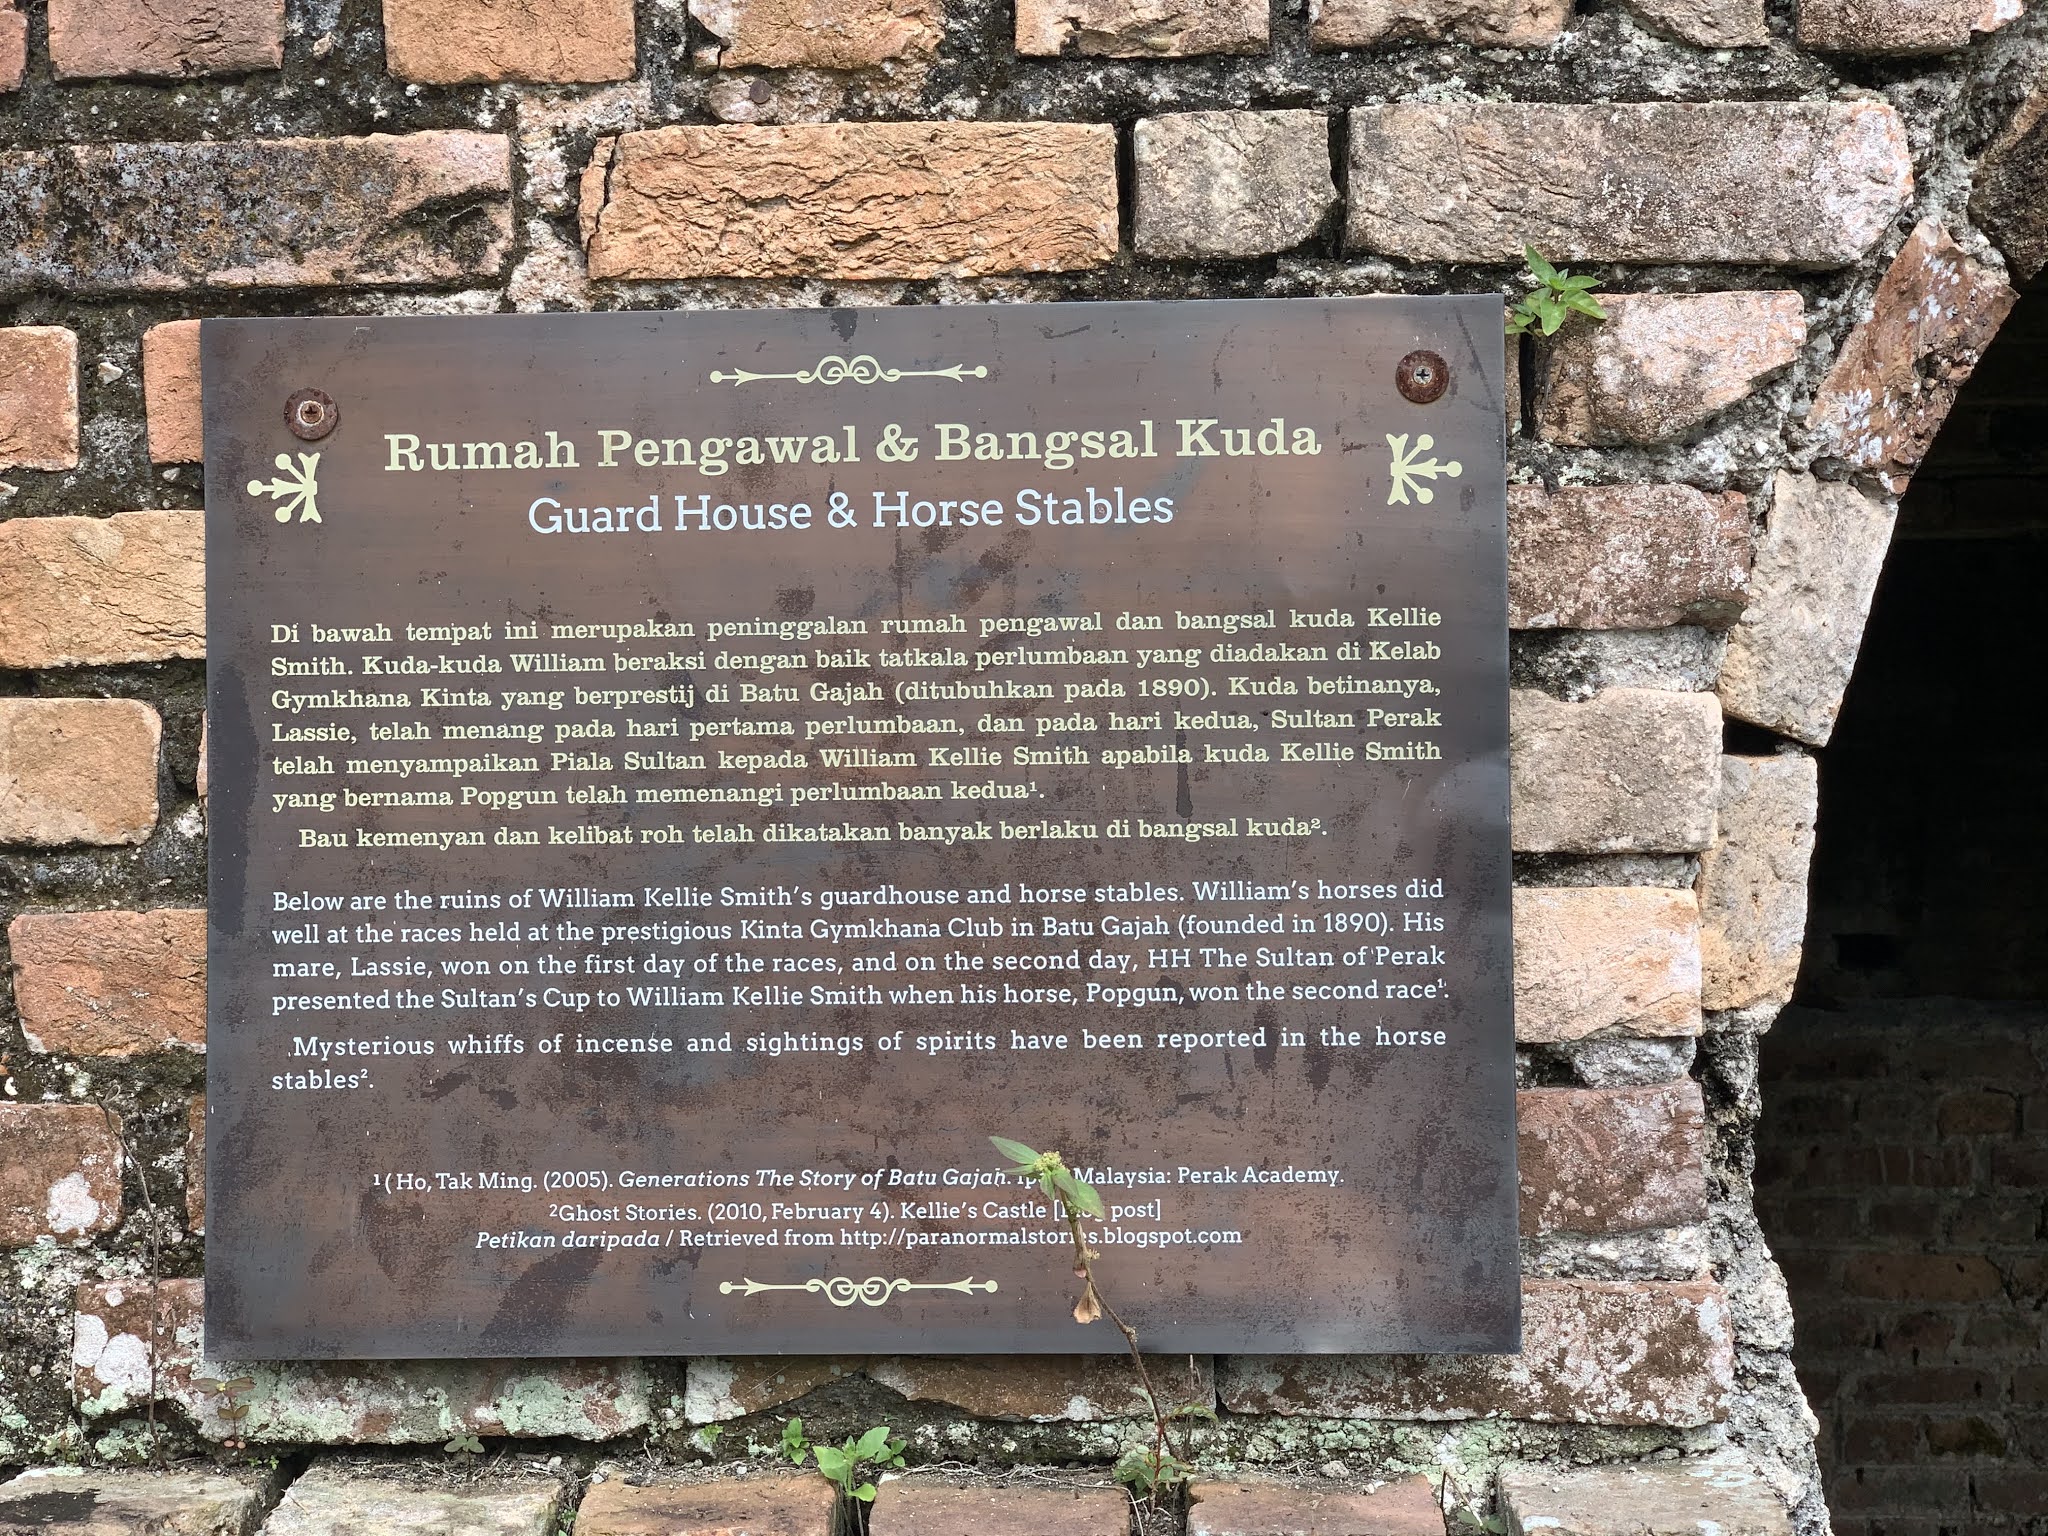 Rumah Pengawal & Bangsal Kuda
Guard House & Horse Stables
Di bawah tempat ini merupakan peninggalan rumah pengawal dan bangsal kuda Kellie
Smith. Kuda-kuda William beraksi dengan baik tatkala perlumbaan yang diadakan di Kelab
Gymkhana Kinta yang berprestij di Batu Gajah (ditubuhkan pada 1890). Kuda betinanya,
Lassie, telah menang pada hari pertama perlumbaan, dan pada hari kedua, Sultan Perak
telah menyampaikan Piala Sultan kepada William Kellie Smith apabila kuda Kellie Smith
yang bernama Popgun telah memenangi perlumbaan kedua¹.
Bau kemenyan dan kelibat roh telah dikatakan banyak berlaku di bangsal kuda².
Below are the ruins of William Kellie Smith's guardhouse and horse stables. William's horses did
well at the races held at the prestigious Kinta Gymkhana Club in Batu Gajah (founded in 1890). His
mare, Lassie, won on the first day of the races, and on the second day, HH The Sultan of Perak
presented the Sultan's Cup to William Kellie Smith when his horse, Popgun, won the second race¹.
Mysterious whiffs of incense and sightings of spirits have been reported in the horse
stables².
¹ ( Ho, Tak Ming. (2005). Generations The Story of Batu Gajah. Malaysia: Perak Academy.
²Ghost Stories. (2010, February 4). Kellie's Castle post]
Petikan daripada / Retrieved from http://paranormalstories.blogspot.com